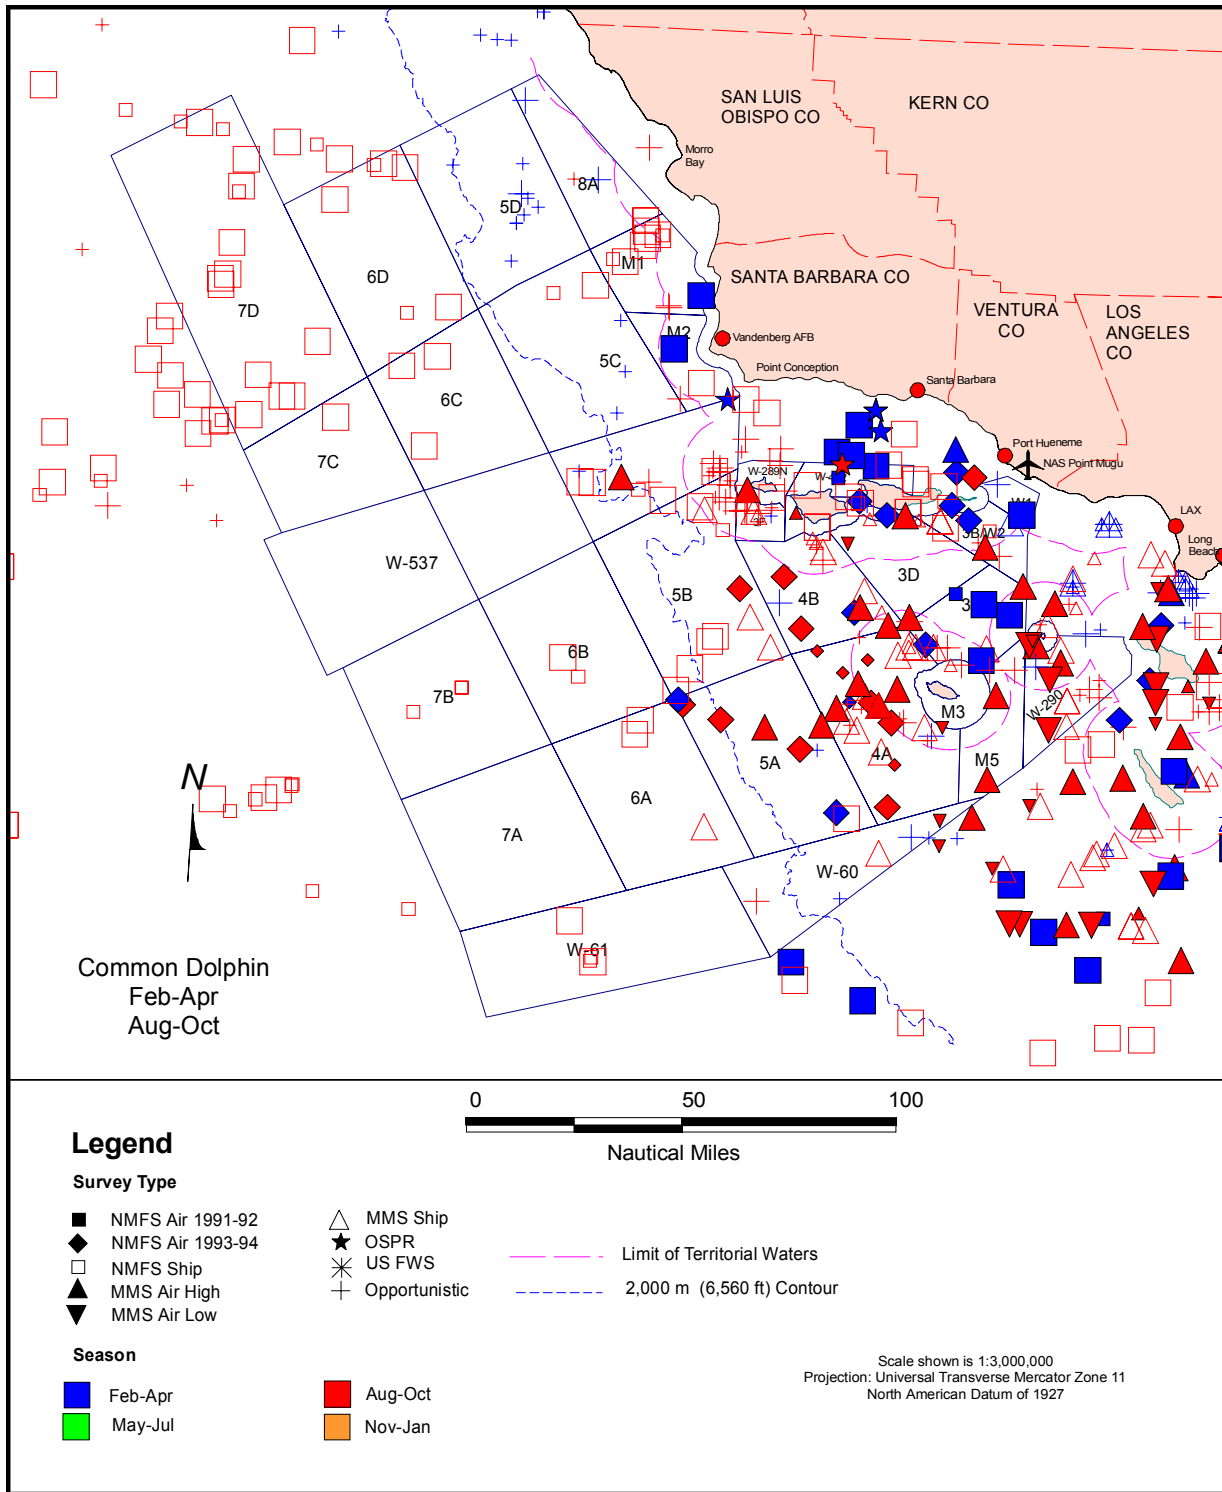 SAN LUIS
OBISPO CO
KERN CO
Morro
Bay
8A
5D
M1
6D
7D
SANTA BARBARA CO
VENTURA
CO
LOS
ANGELES
CO
M2
Vandenberg AFB
Point Conception
5C
Santa Barbara
6C
Port Hueneme
NAS Point Mugu
7C
W-289N
W1
LAX
Long
Beach
3B/W2
W-537
3D
5B
4B
6B
7B
M3
W-290
4A
5A
M5
6A
7A
W-60
W-61
N
Common Dolphin
Feb-Apr
Aug-Oct
0 50 100
Nautical Miles
Legend
Survey Type
NMFS Air 1991-92
NMFS Air 1993-94
NMFS Ship
MMS Air High
MMS Air Low
MMS Ship
OSPR
US FWS
Opportunistic
Limit of Territorial Waters
2,000 m (6,560 ft) Contour
Season
Feb-Apr
May-Jul
Aug-Oct
Nov-Jan
Scale shown is 1:3,000,000
Projection: Universal Transverse Mercator Zone 11
North American Datum of 1927